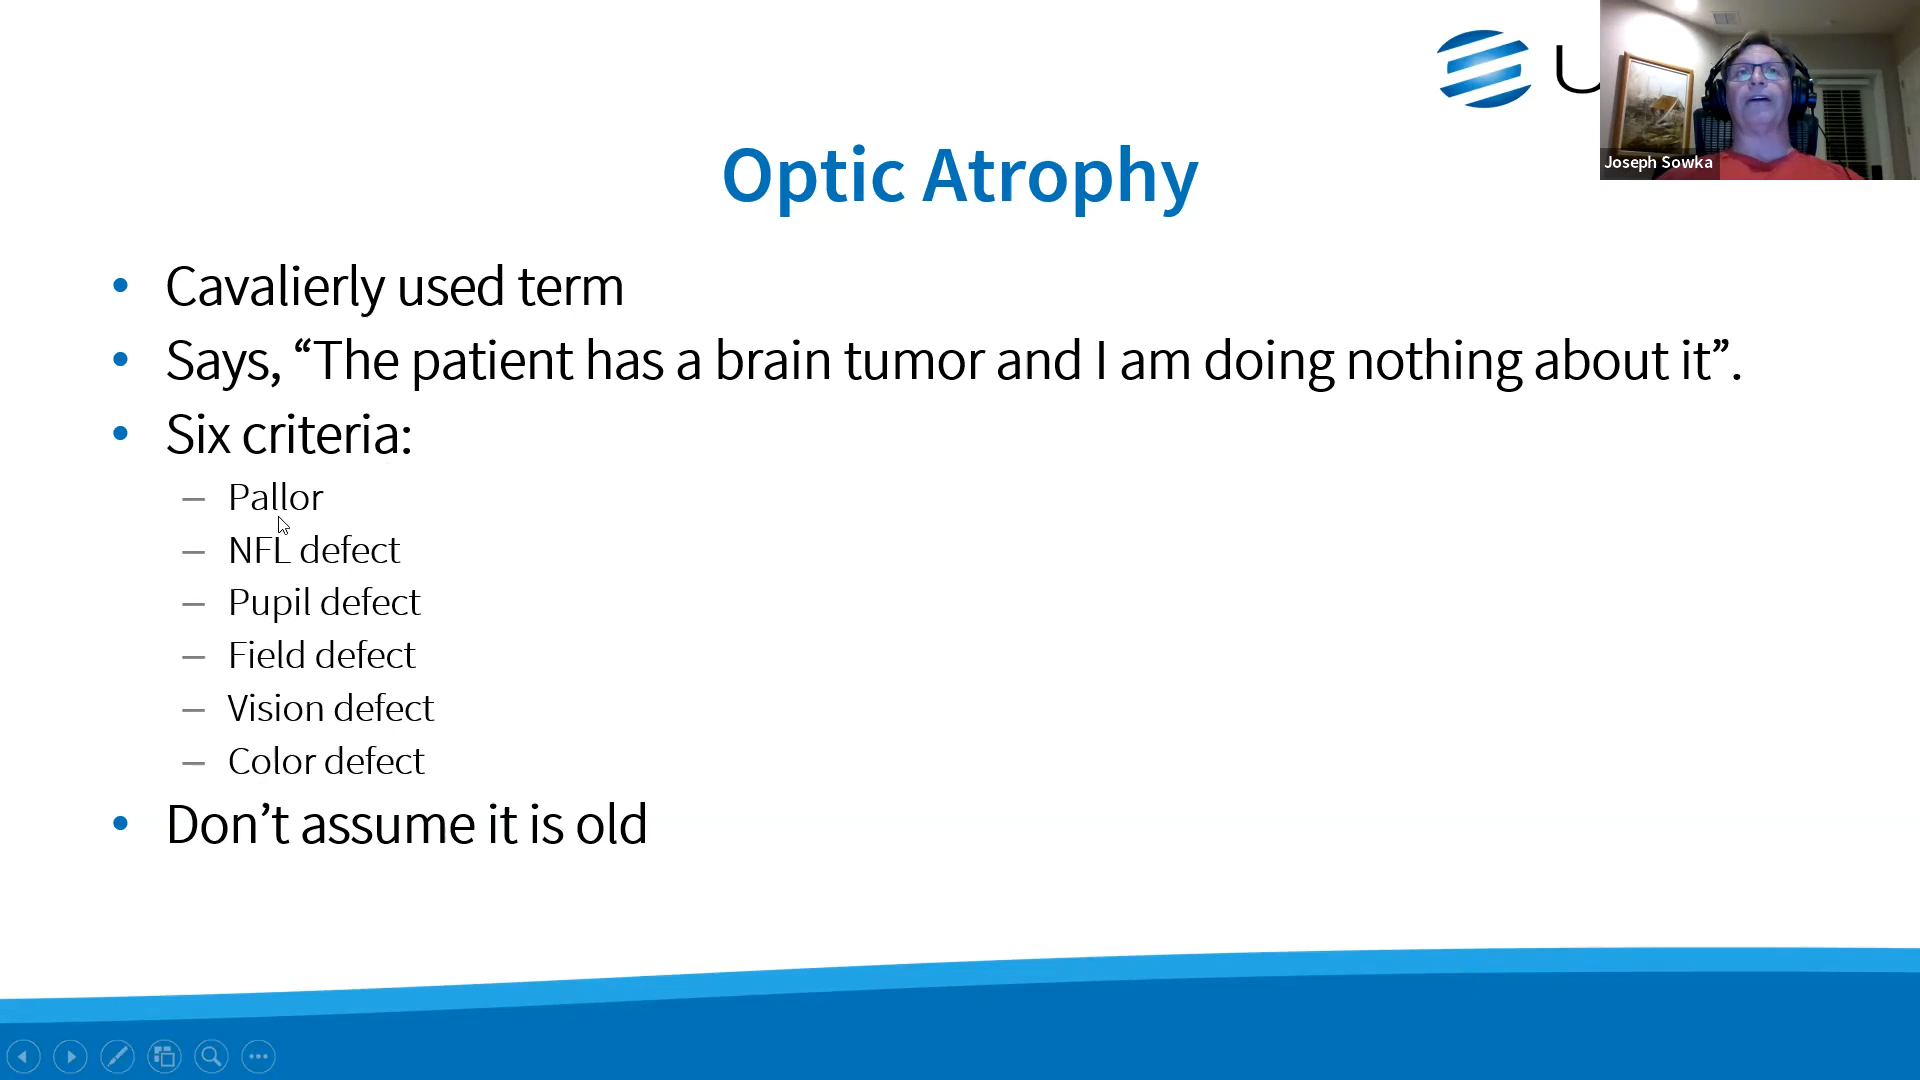 Joseph Sowka
Optic Atrophy
• Cavalierly used term
• Says, “The patient has a brain tumor and I am doing nothing about it”.
• Six criteria:
– Pallor
– NFL defect
– Pupil defect
– Field defect
– Vision defect
– Color defect
• Don’t assume it is old